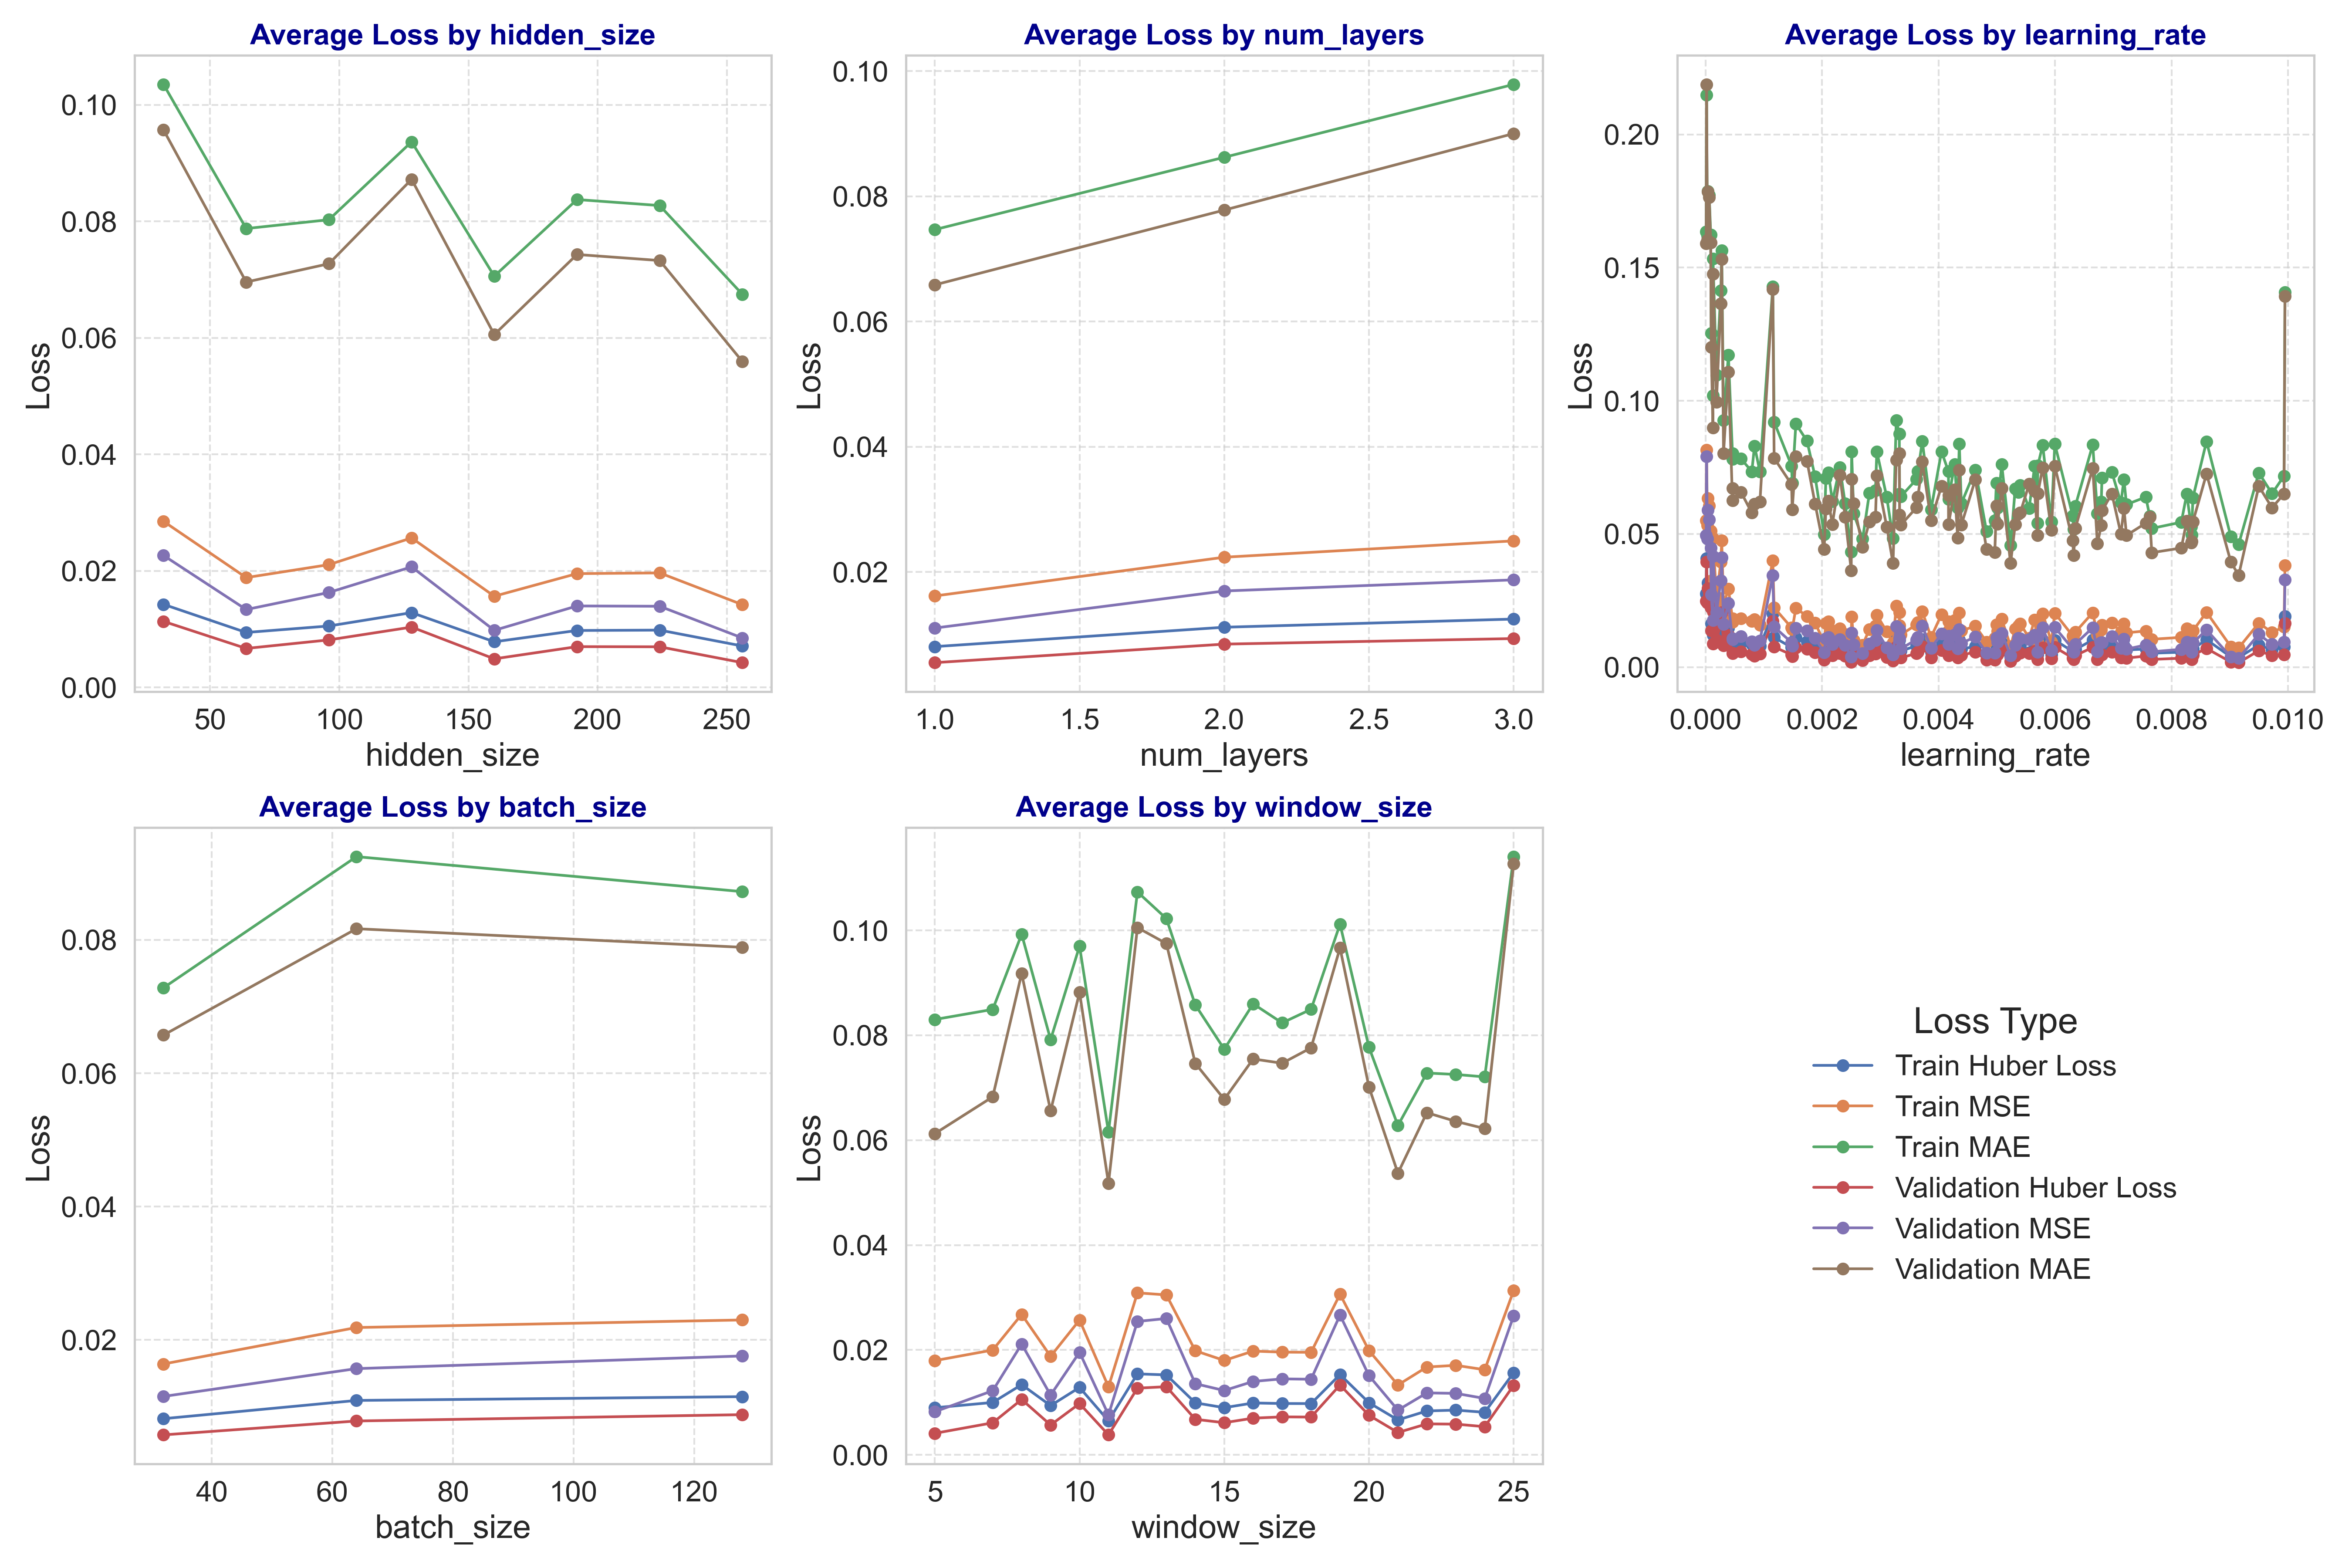 Average Loss by hidden_size
Loss
0.10
0.08
0.06
0.04
0.02
0.00
50 100 150 200 250
hidden_size
Average Loss by num_layers
Loss
0.10
0.08
0.06
0.04
0.02
1.0 1.5 2.0 2.5 3.0
num_layers
Average Loss by learning_rate
Loss
0.20
0.15
0.10
0.05
0.00
0.000 0.002 0.004 0.006 0.008 0.010
learning_rate
Average Loss by batch_size
Loss
0.08
0.06
0.04
0.02
40 60 80 100 120
batch_size
Average Loss by window_size
Loss
0.10
0.08
0.06
0.04
0.02
0.00
5 10 15 20 25
window_size
Loss Type
Train Huber Loss
Train MSE
Train MAE
Validation Huber Loss
Validation MSE
Validation MAE